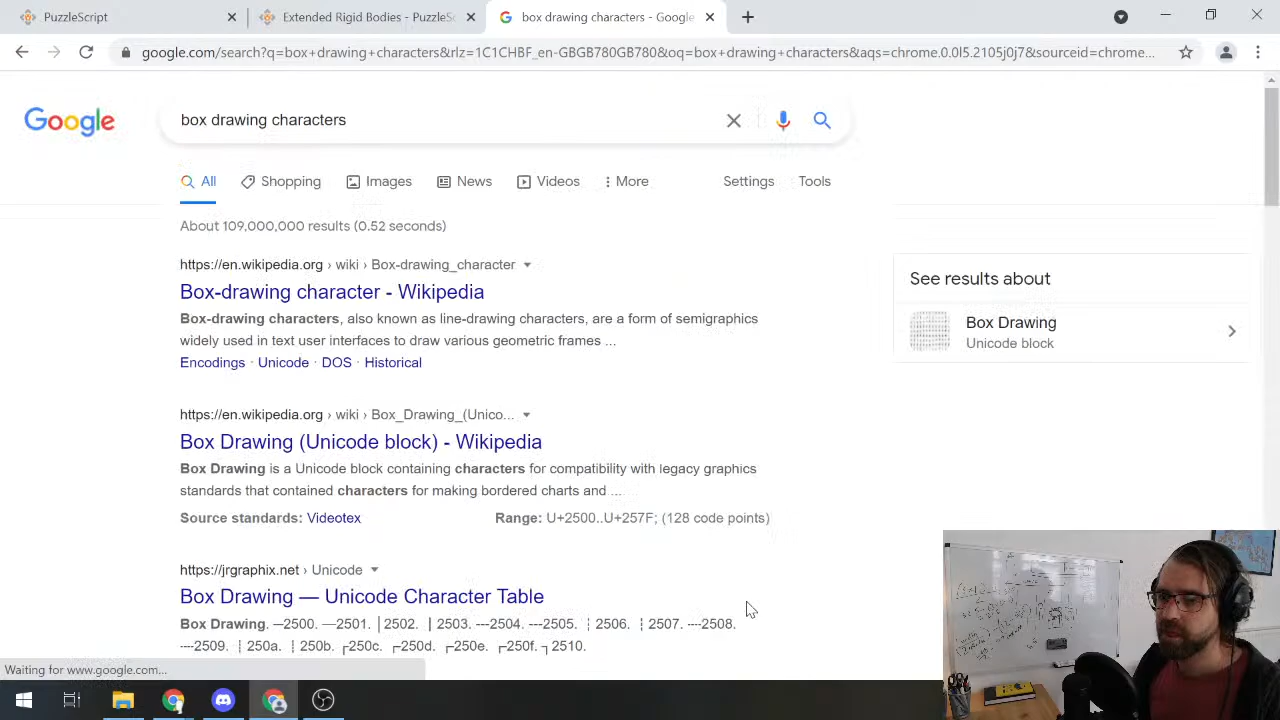 PuzzleScript
Extended Rigid Bodies - PuzzleSc
box drawing characters - Google
google.com/search?q=box+drawing+characters&rlz=1C1CHBF_en-GBGB780GB780&oq=box+drawing+characters&aqs=chrome.0.0l5.2105j0j7&sourceid=chrome...
Google
box drawing characters
All
Shopping
Images
News
Videos
More
Settings
Tools
About 109,000,000 results (0.52 seconds)
https://en.wikipedia.org › wiki › Box-drawing_character
Box-drawing character - Wikipedia
Box-drawing characters, also known as line-drawing characters, are a form of semigraphics
widely used in text user interfaces to draw various geometric frames ...
Encodings · Unicode · DOS · Historical
See results about
Box Drawing
Unicode block
https://en.wikipedia.org › wiki › Box_Drawing_(Unico...
Box Drawing (Unicode block) - Wikipedia
Box Drawing is a Unicode block containing characters for compatibility with legacy graphics
standards that contained characters for making bordered charts and ...
Source standards: Videotex
Range: U+2500..U+257F; (128 code points)
https://jrgraphix.net › Unicode
Box Drawing — Unicode Character Table
Box Drawing. ─2500. ━2501. │2502. ┃2503. ┄2504. ┅2505. ┆2506. ┇2507. ┈2508.
┉2509. ┊250a. ┋250b. ┌250c. ┍250d. ┎250e. ┏250f. ┐2510.
Waiting for www.google.com...